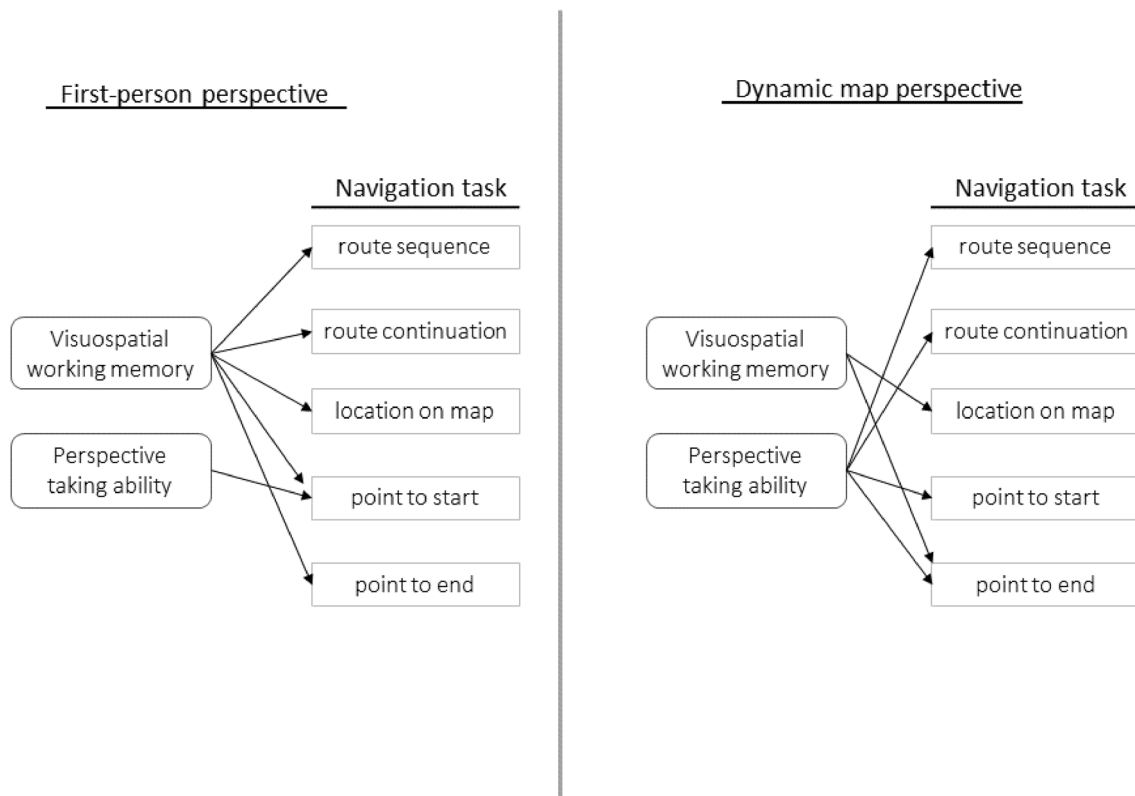 First-person perspective
Navigation task
route sequence
route continuation
Visuospatial
working memory
location on map
Perspective
taking ability
point to start
point to end
Dynamic map perspective
Navigation task
route sequence
route continuation
Visuospatial
working memory
location on map
Perspective
taking ability
point to start
point to end